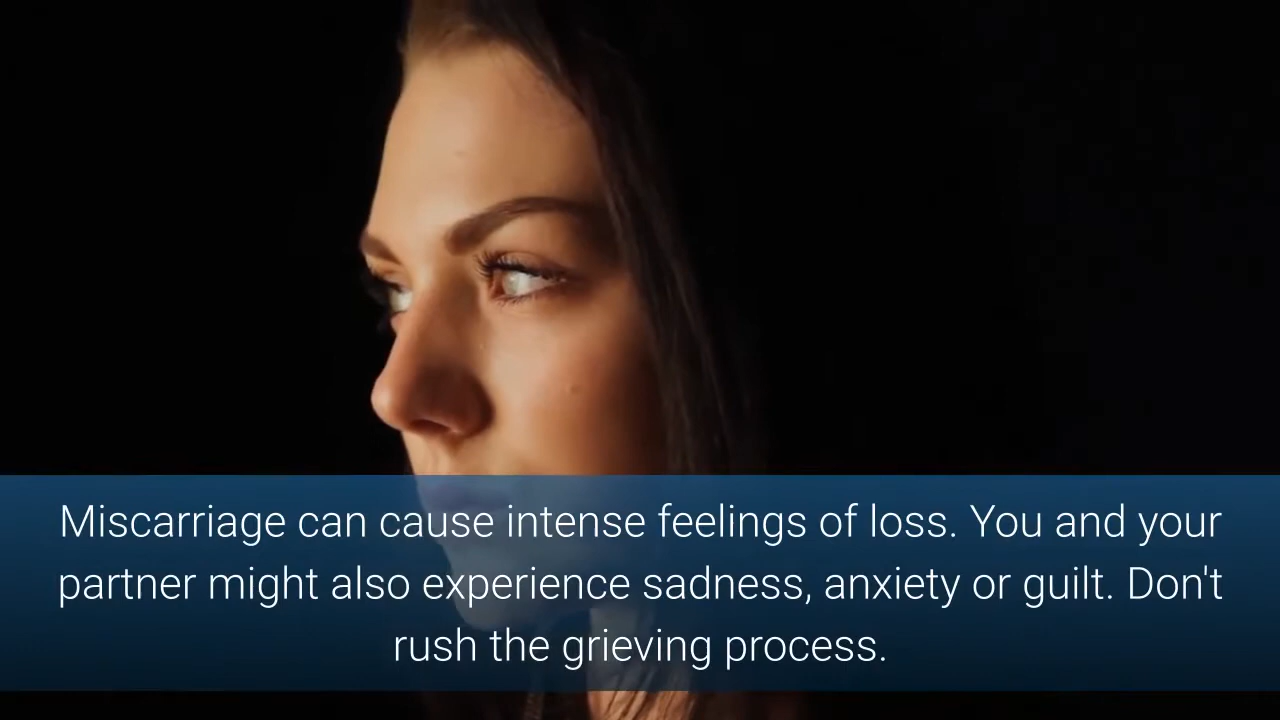 Miscarriage can cause intense feelings of loss. You and your
partner might also experience sadness, anxiety or guilt. Don't
rush the grieving process.